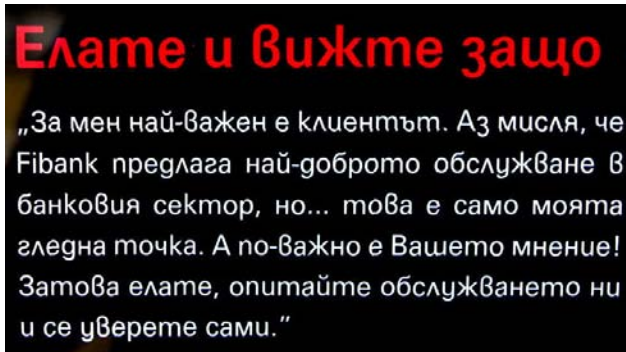 Елате и вижте защо
„За мен най-важен е клиентът. Аз мисля, че
Fibank предлага най-доброто обслужване в
банковия сектор, но... това е само моята
гледна точка. А по-важно е Вашето мнение!
Затова елате, опитайте обслужването ни
и се уверете сами.”